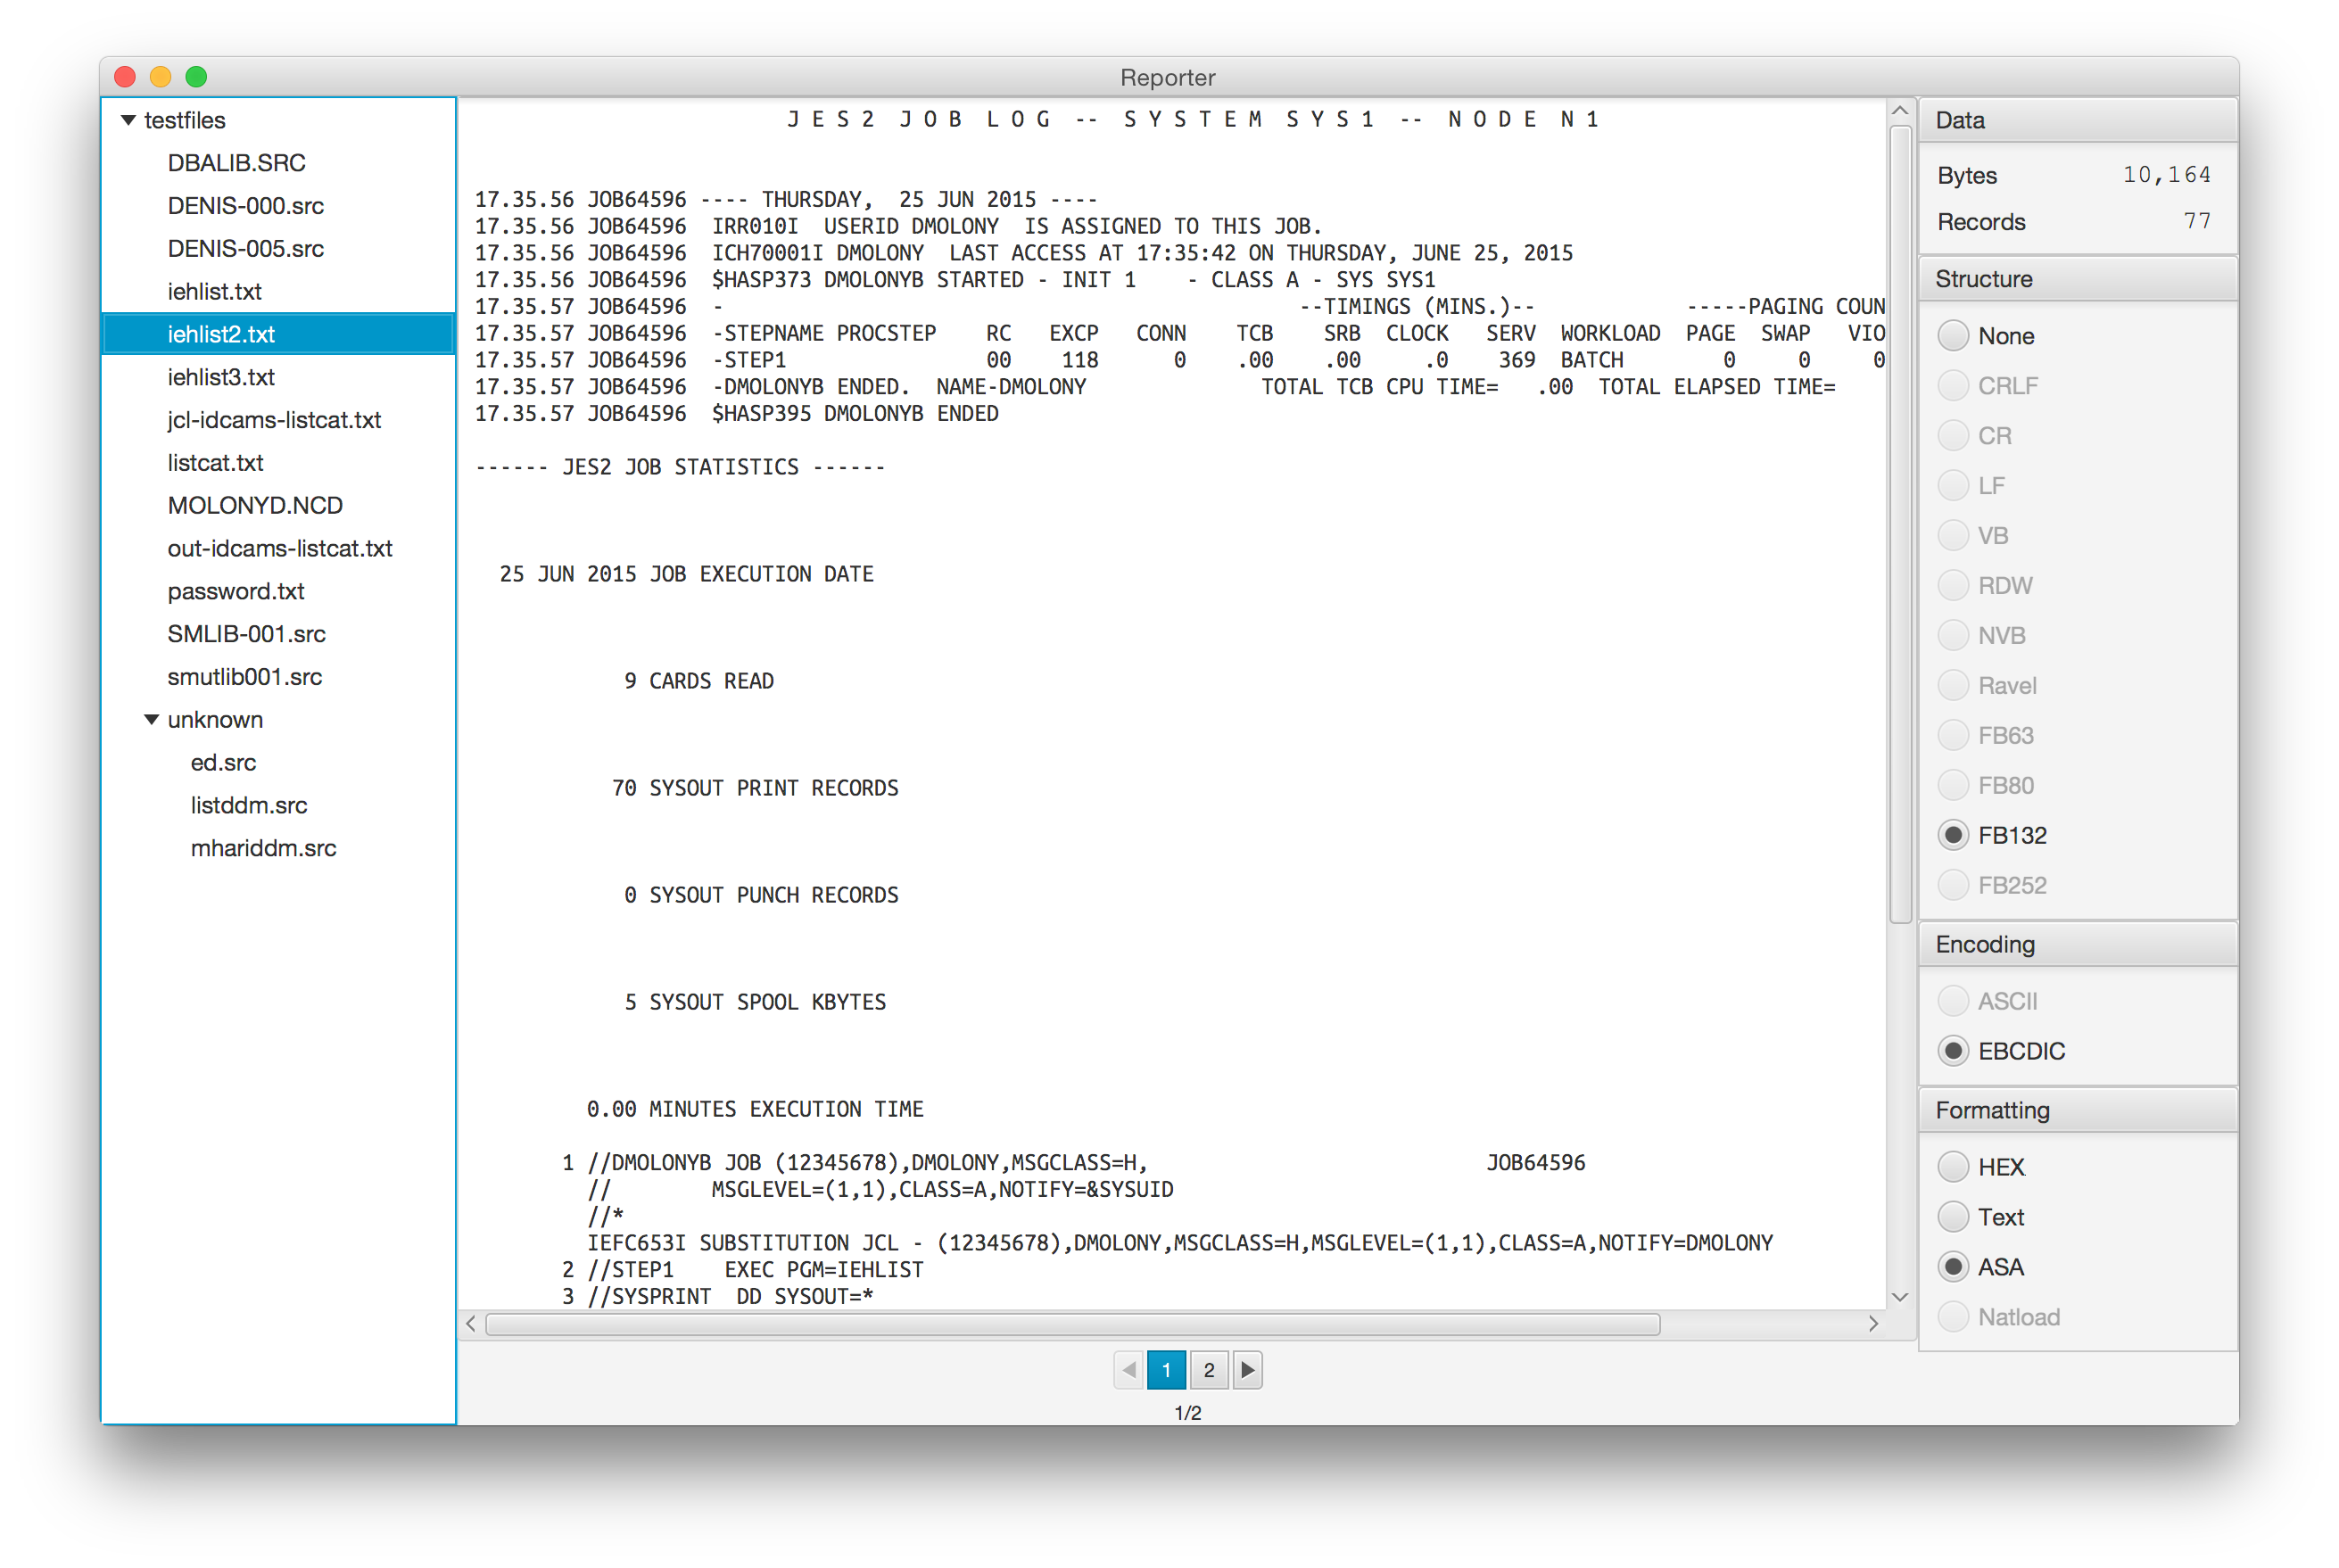 Reporter
testfiles
DBALIB.SRC
DENIS-000.src
DENIS-005.src
iehlist.txt
iehlist2.txt
iehlist3.txt
jcl-idcams-listcat.txt
listcat.txt
MOLONYD.NCD
out-idcams-listcat.txt
password.txt
SMLIB-001.src
smutlib001.src
unknown
ed.src
listddm.src
mhariddm.src
J E S 2  J O B  L O G  --  S Y S T E M  S Y S 1  --  N O D E  N 1
17.35.56 JOB64596 ---- THURSDAY,  25 JUN 2015 ----
17.35.56 JOB64596  IRR010I  USERID DMOLONY  IS ASSIGNED TO THIS JOB.
17.35.56 JOB64596  ICH70001I DMOLONY  LAST ACCESS AT 17:35:42 ON THURSDAY, JUNE 25, 2015
17.35.56 JOB64596  $HASP373 DMOLONYB STARTED - INIT 1    - CLASS A - SYS SYS1
17.35.57 JOB64596  -                                              --TIMINGS (MINS.)--            -----PAGING COUN
17.35.57 JOB64596  -STEPNAME PROCSTEP    RC   EXCP   CONN    TCB    SRB  CLOCK   SERV  WORKLOAD  PAGE  SWAP   VIO
17.35.57 JOB64596  -STEP1                00    118      0    .00    .00     .0    369  BATCH        0     0     0
17.35.57 JOB64596  -DMOLONYB ENDED.  NAME-DMOLONY              TOTAL TCB CPU TIME=   .00  TOTAL ELAPSED TIME=
17.35.57 JOB64596  $HASP395 DMOLONYB ENDED
------ JES2 JOB STATISTICS ------
25 JUN 2015 JOB EXECUTION DATE
9 CARDS READ
70 SYSOUT PRINT RECORDS
0 SYSOUT PUNCH RECORDS
5 SYSOUT SPOOL KBYTES
0.00 MINUTES EXECUTION TIME
1 //DMOLONYB JOB (12345678),DMOLONY,MSGCLASS=H,                           JOB64596
//        MSGLEVEL=(1,1),CLASS=A,NOTIFY=&SYSUID
//*
IEFC653I SUBSTITUTION JCL - (12345678),DMOLONY,MSGCLASS=H,MSGLEVEL=(1,1),CLASS=A,NOTIFY=DMOLONY
2 //STEP1    EXEC PGM=IEHLIST
3 //SYSPRINT  DD SYSOUT=*
1
2
1/2
Data
Bytes 10,164
Records 77
Structure
None
CRLF
CR
LF
VB
RDW
NVB
Ravel
FB63
FB80
FB132
FB252
Encoding
ASCII
EBCDIC
Formatting
HEX
Text
ASA
Natload